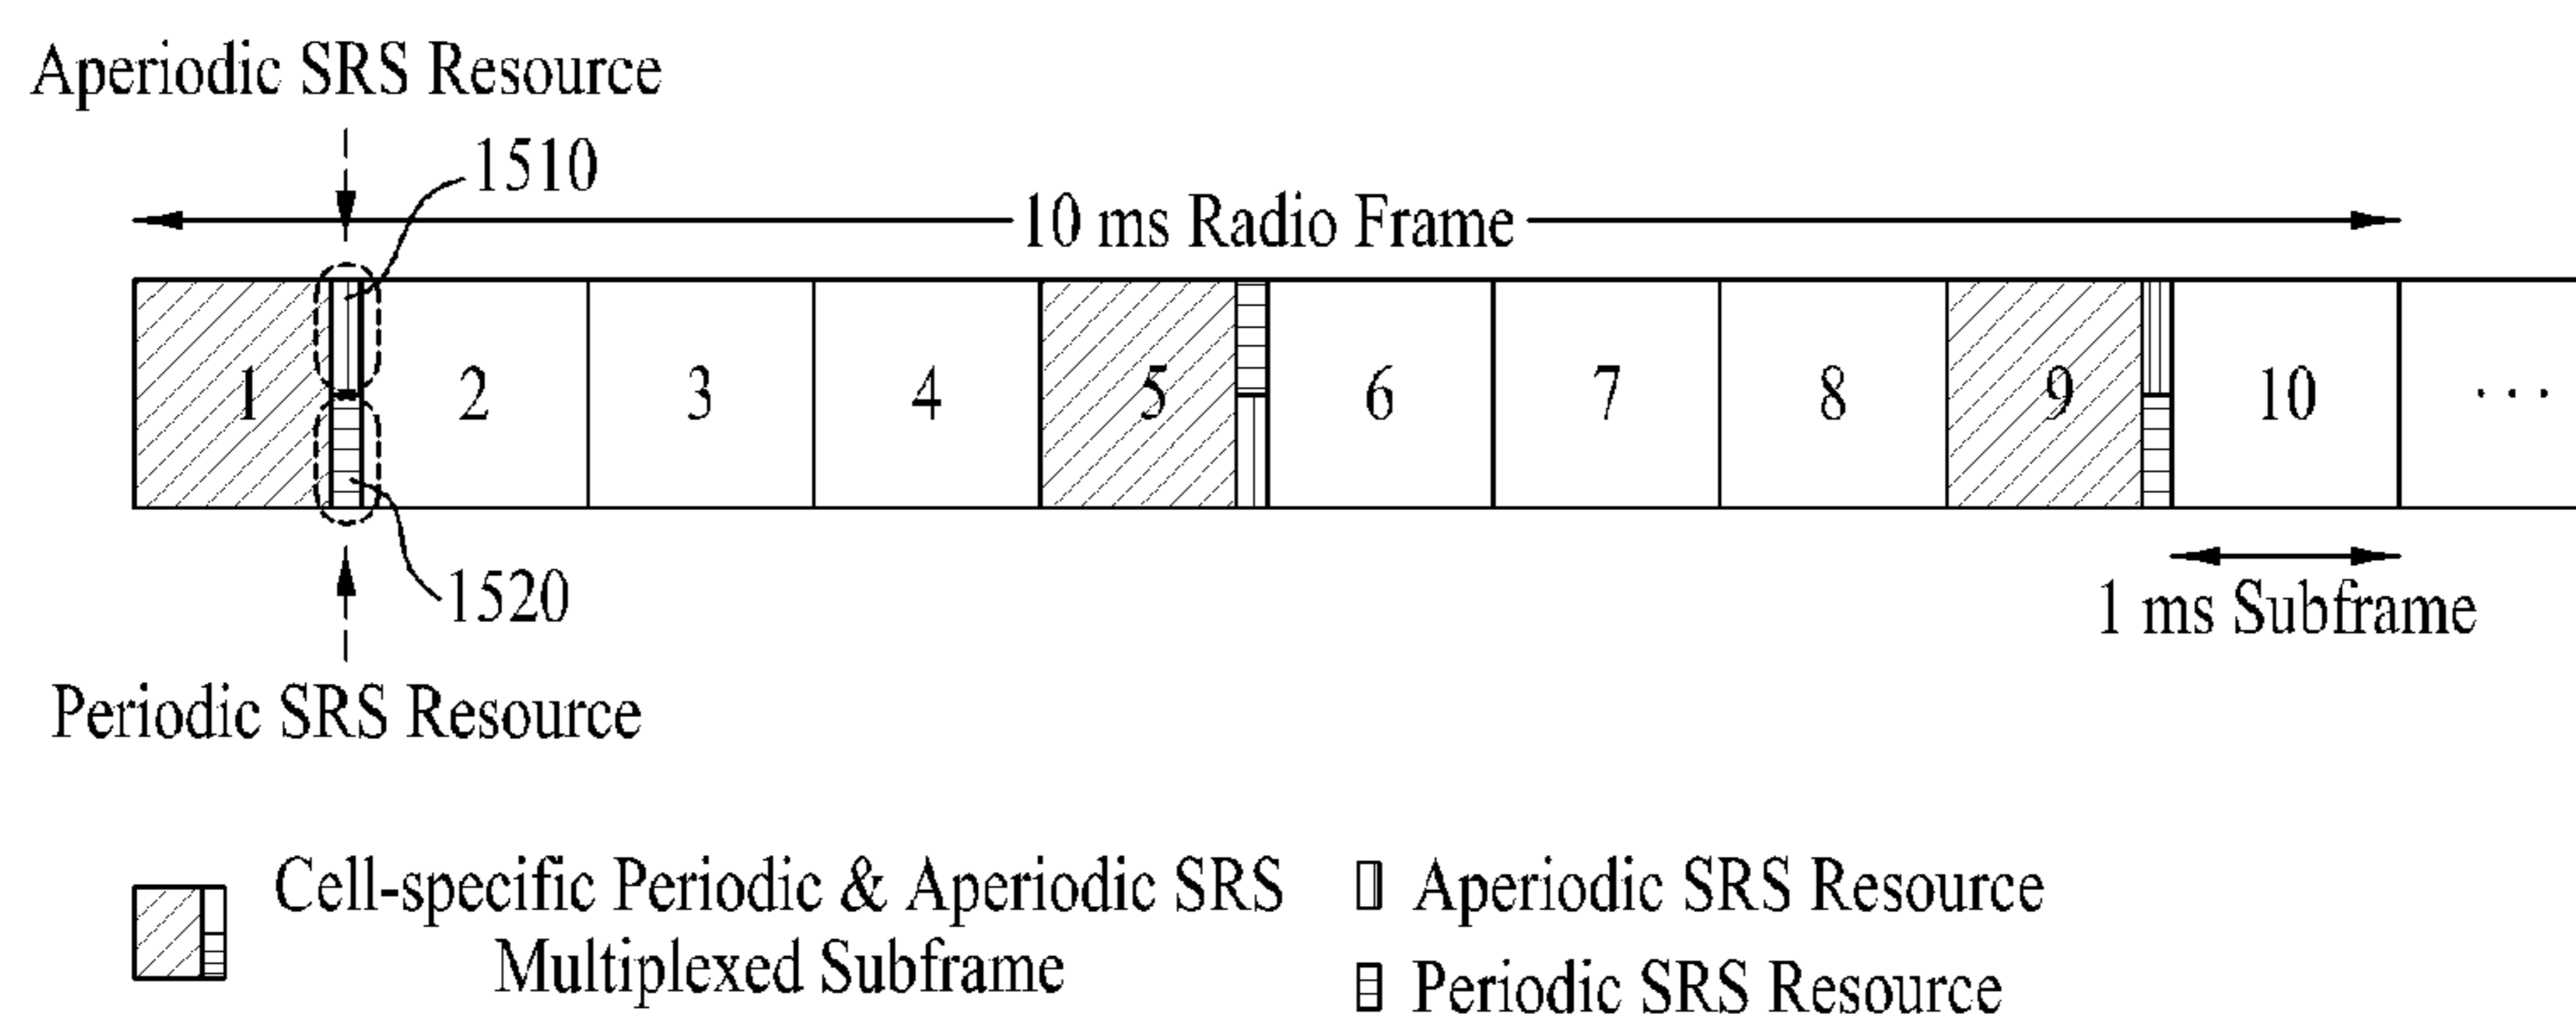 Aperiodic SRS Resource
1510
10 ms Radio Frame
1 2 3 4 5 6 7 8 9 10 ...
1520
1 ms Subframe
Periodic SRS Resource
Cell-specific Periodic & Aperiodic SRS
Multiplexed Subframe
Aperiodic SRS Resource
Periodic SRS Resource